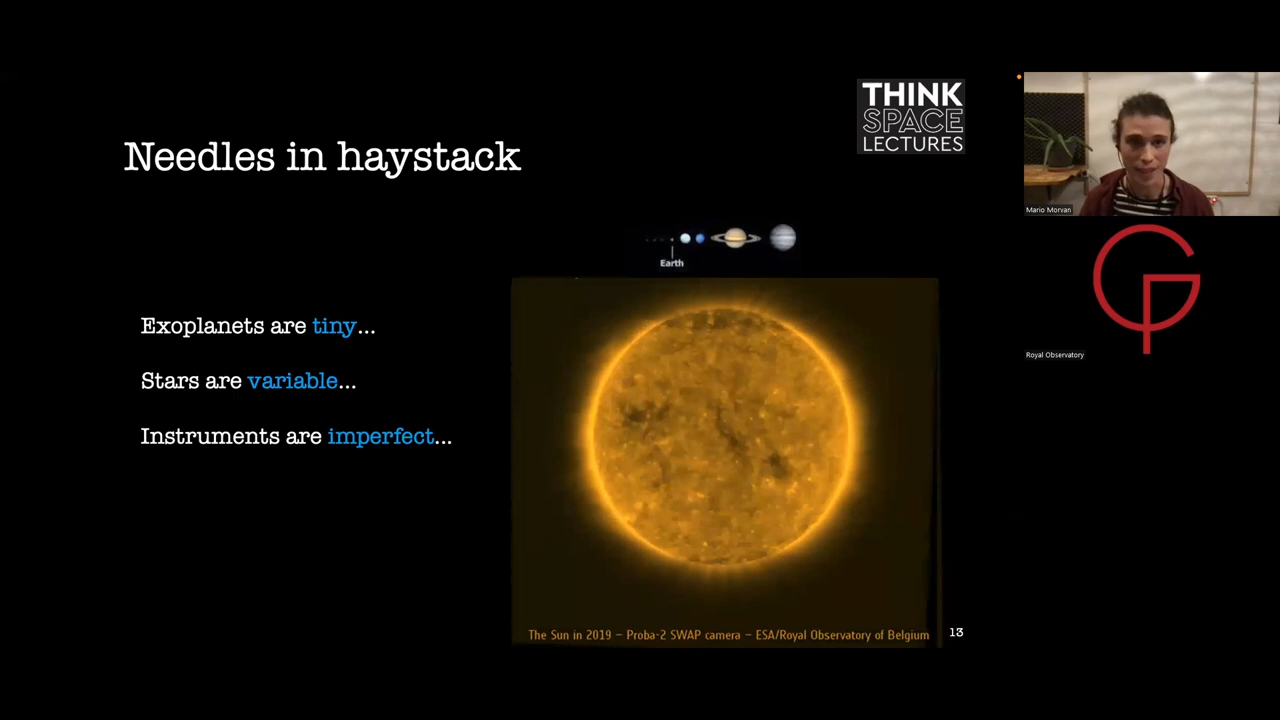 THINK
SPACE
LECTURES
Needles in haystack
Mario Morvan
Earth
Exoplanets are tiny...
Royal Observatory
Stars are variable...
Instruments are imperfect...
The Sun in 2019 – Proba-2 SWAP camera – ESA/Royal Observatory of Belgium
13